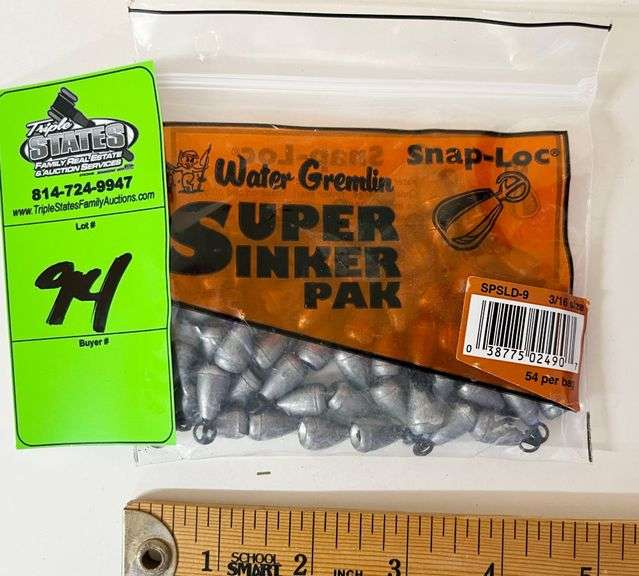 Triple
STATES
FAMILY REAL ESTATE
& AUCTION SERVICES
814-724-9947
www.TripleStatesFamilyAuctions.com
Lot #
94
Buyer #
Snap-Loc®
Water Gremlin
SUPER
SINKER
PAK
SPSLD-9 3/16 size
0 38775 02490 7
54 per bag
1 2 3 4 5
SCHOOL
SMART
INCH